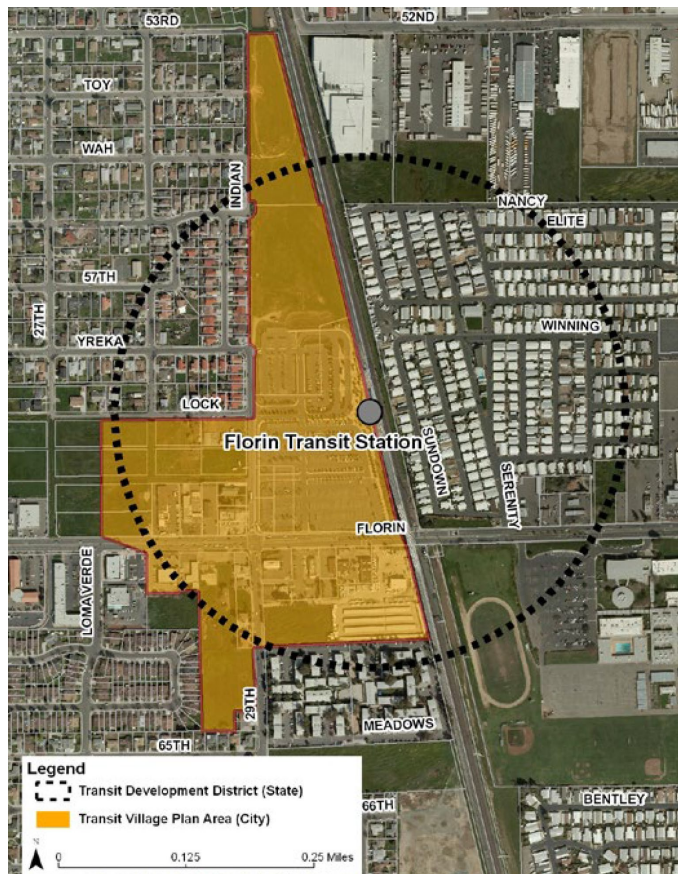 53RD
52ND
TOY
WAH
INDIAN
NANCY
ELITE
57TH
27TH
WINNING
YREKA
LOCK
Florin Transit Station
SUNDOWN
SERENITY
FLORIN
LOMA VERDE
29TH
MEADOWS
65TH
Legend
Transit Development District (State)
Transit Village Plan Area (City)
66TH
BENTLEY
N
0 0.125 0.25 Miles